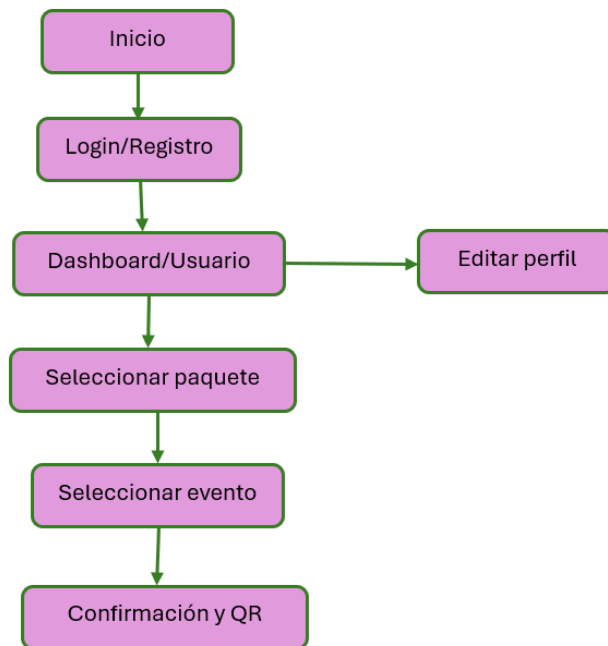 Inicio
Login/Registro
Dashboard/Usuario
Editar perfil
Seleccionar paquete
Seleccionar evento
Confirmación y QR